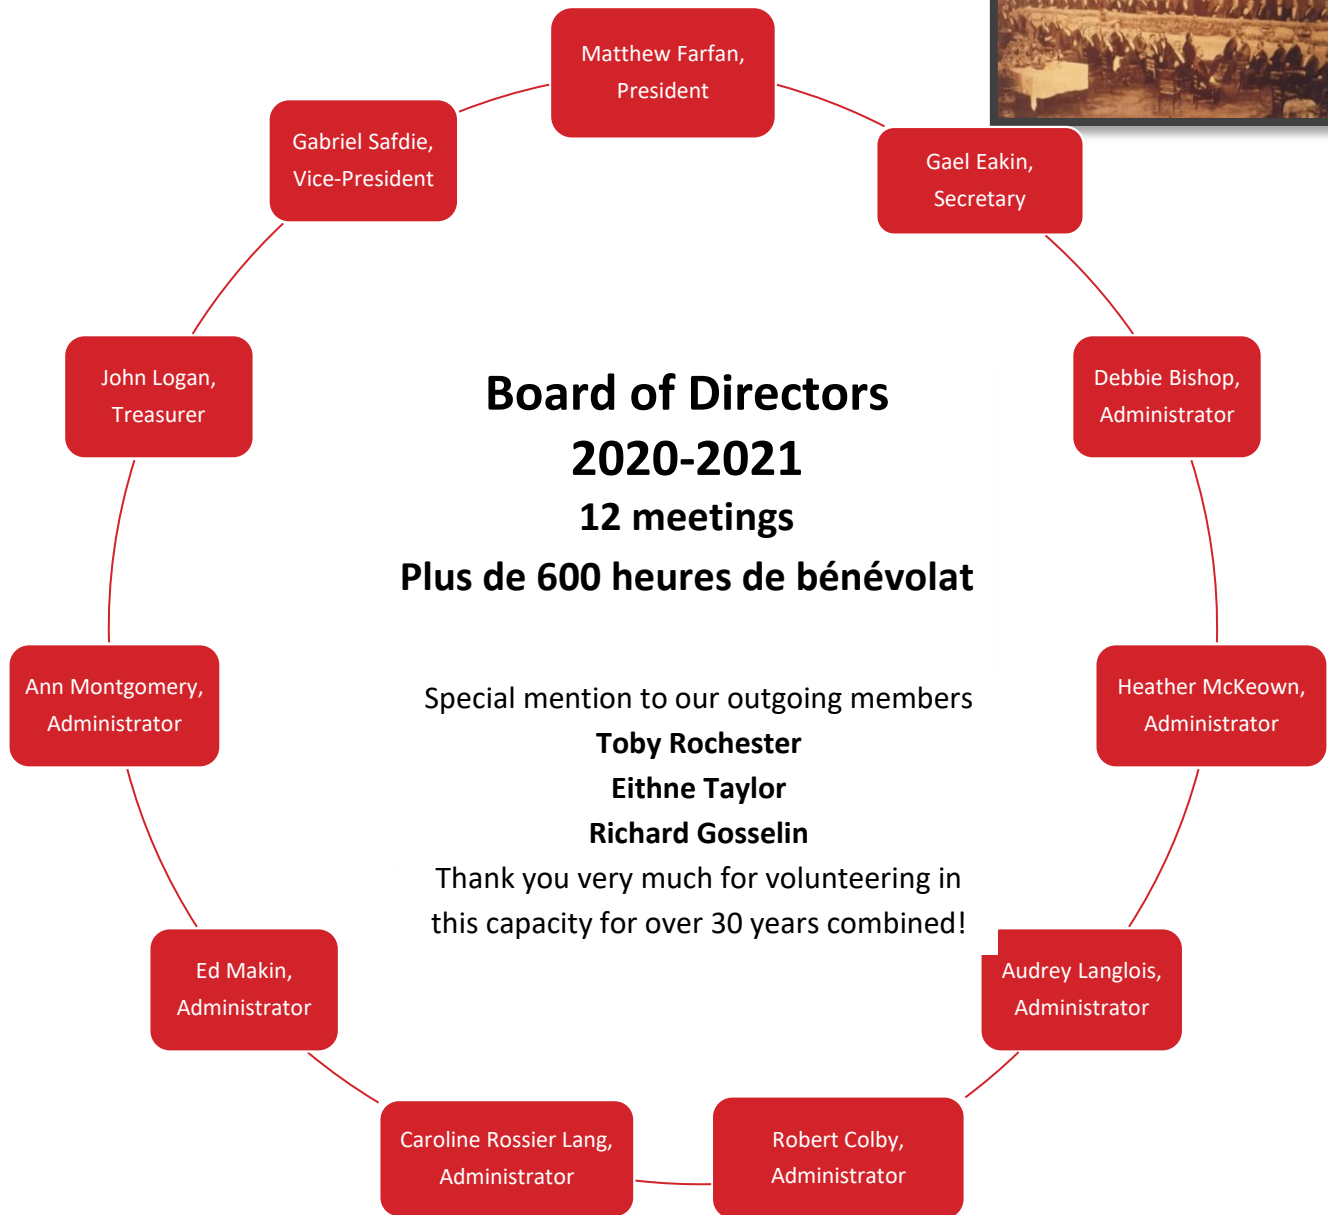 Matthew Farfan,
President
Gael Eakin,
Secretary
Debbie Bishop,
Administrator
Heather McKeown,
Administrator
Audrey Langlois,
Administrator
Robert Colby,
Administrator
Caroline Rossier Lang,
Administrator
Ed Makin,
Administrator
Ann Montgomery,
Administrator
John Logan,
Treasurer
Gabriel Safdie,
Vice-President
Board of Directors
2020-2021
12 meetings
Plus de 600 heures de bénévolat
Special mention to our outgoing members
Toby Rochester
Eithne Taylor
Richard Gosselin
Thank you very much for volunteering in
this capacity for over 30 years combined!